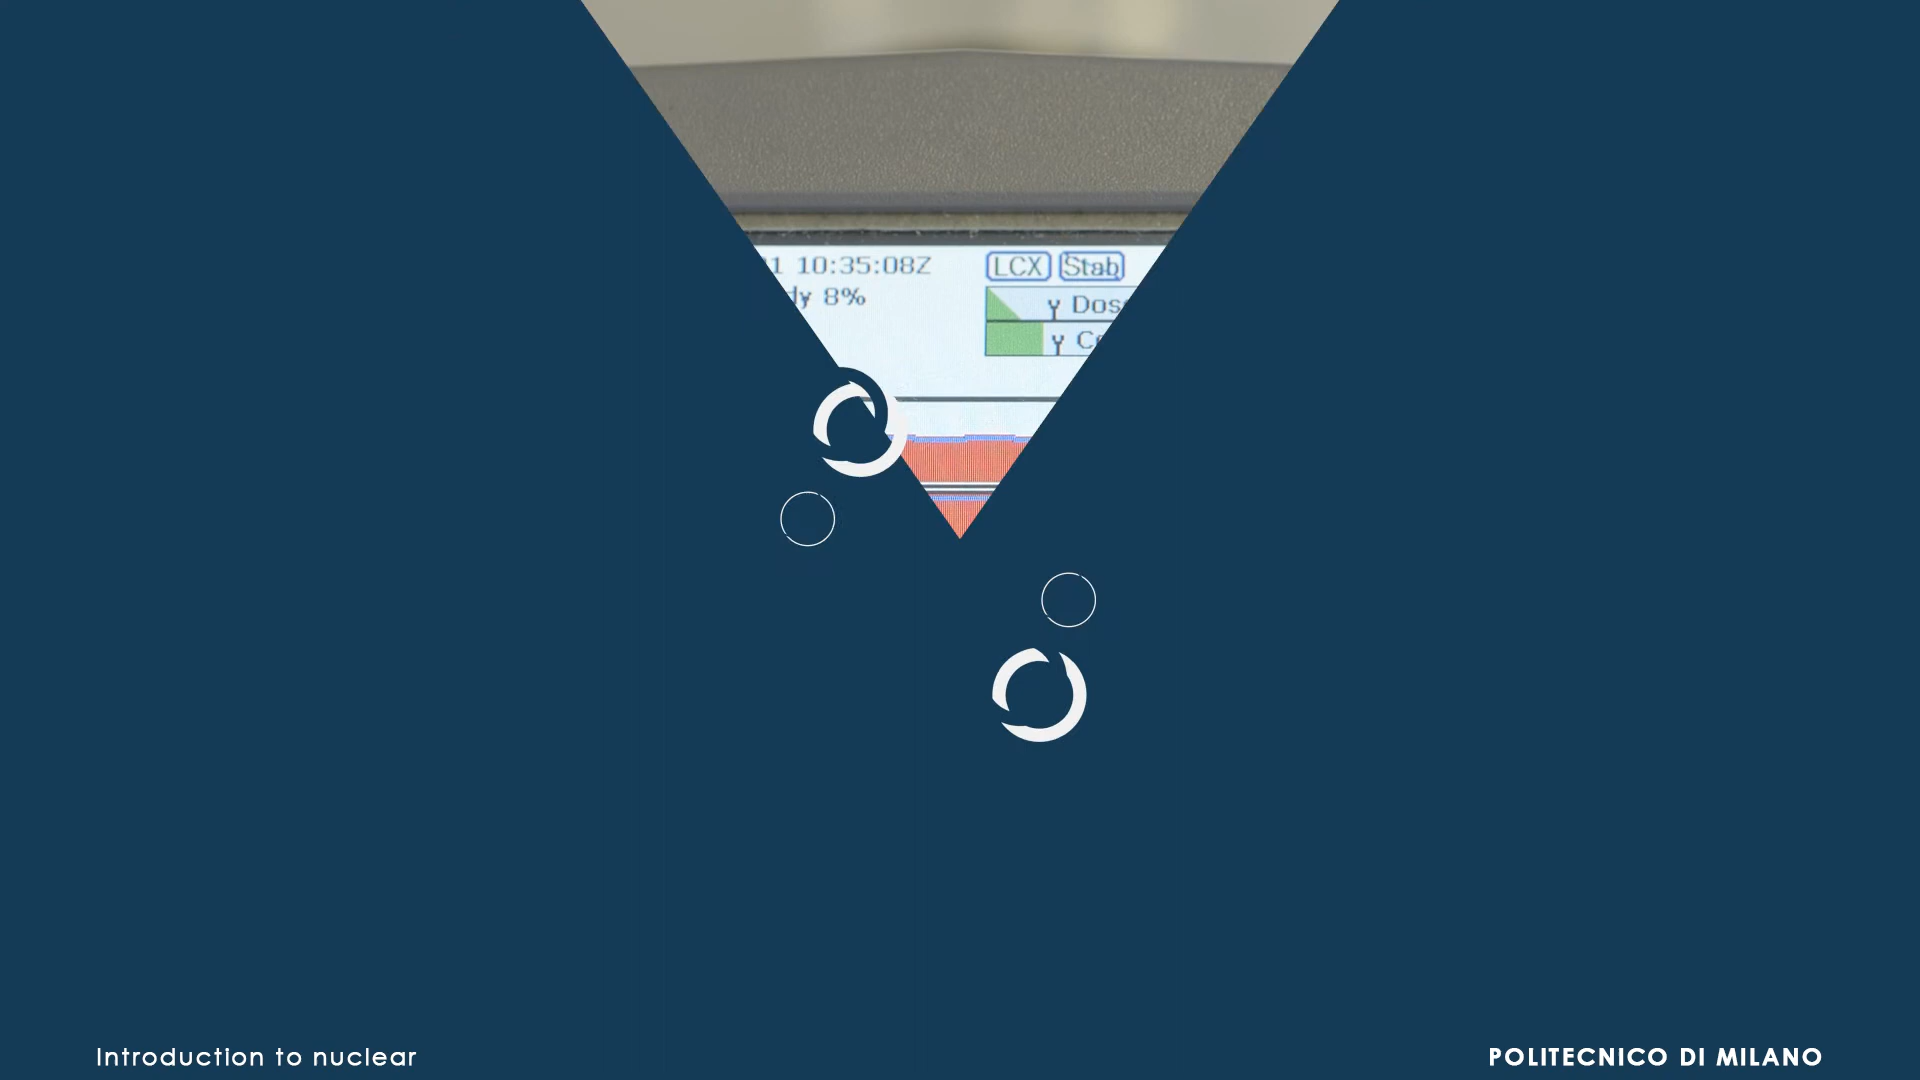 1 10:35:08Z
LCX Stab
dy 8%
γ Dos
γ C
Introduction to nuclear
POLITECNICO DI MILANO